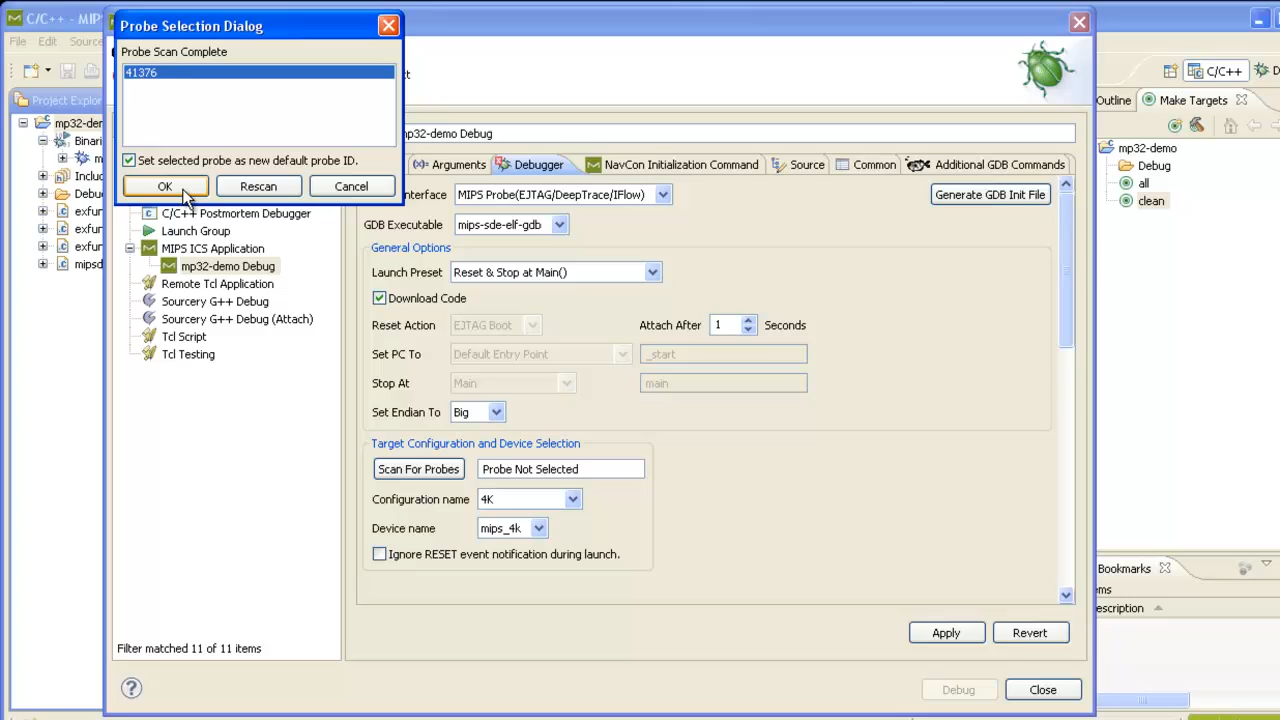 C/C++ - MIPS
File Edit Source
Project Explor
mp32-dem
Binari
m
Inclu
Debu
exfun
exfun
exfun
mipsd
Probe Selection Dialog
Probe Scan Complete
41376
Set selected probe as new default probe ID.
OK Rescan Cancel
C/C++ Postmortem Debugger
Launch Group
MIPS ICS Application
mp32-demo Debug
Remote Tcl Application
Sourcery G++ Debug
Sourcery G++ Debug (Attach)
Tcl Script
Tcl Testing
Filter matched 11 of 11 items
ct
mp32-demo Debug
(x)= Arguments Debugger NavCon Initialization Command Source Common Additional GDB Commands
Interface MIPS Probe(EJTAG/DeepTrace/IFlow) Generate GDB Init File
GDB Executable mips-sde-elf-gdb
General Options
Launch Preset Reset & Stop at Main()
Download Code
Reset Action EJTAG Boot Attach After 1 Seconds
Set PC To Default Entry Point _start
Stop At Main main
Set Endian To Big
Target Configuration and Device Selection
Scan For Probes Probe Not Selected
Configuration name 4K
Device name mips_4k
Ignore RESET event notification during launch.
Apply Revert
? Debug Close
C/C++ D
Outline Make Targets
mp32-demo
Debug
all
clean
Bookmarks
ms
escription